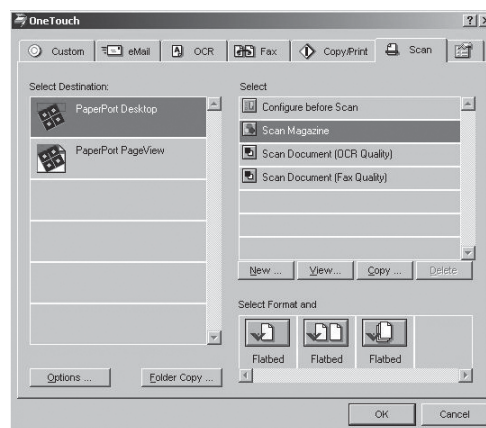 OneTouch
Custom eMail OCR Fax Copy/Print Scan
Select Destination:
PaperPort Desktop
PaperPort PageView
Options ...
Folder Copy ...
Select
Configure before Scan
Scan Magazine
Scan Document (OCR Quality)
Scan Document (Fax Quality)
New ... View... Copy ... Delete
Select Format and
Flatbed Flatbed Flatbed
OK Cancel